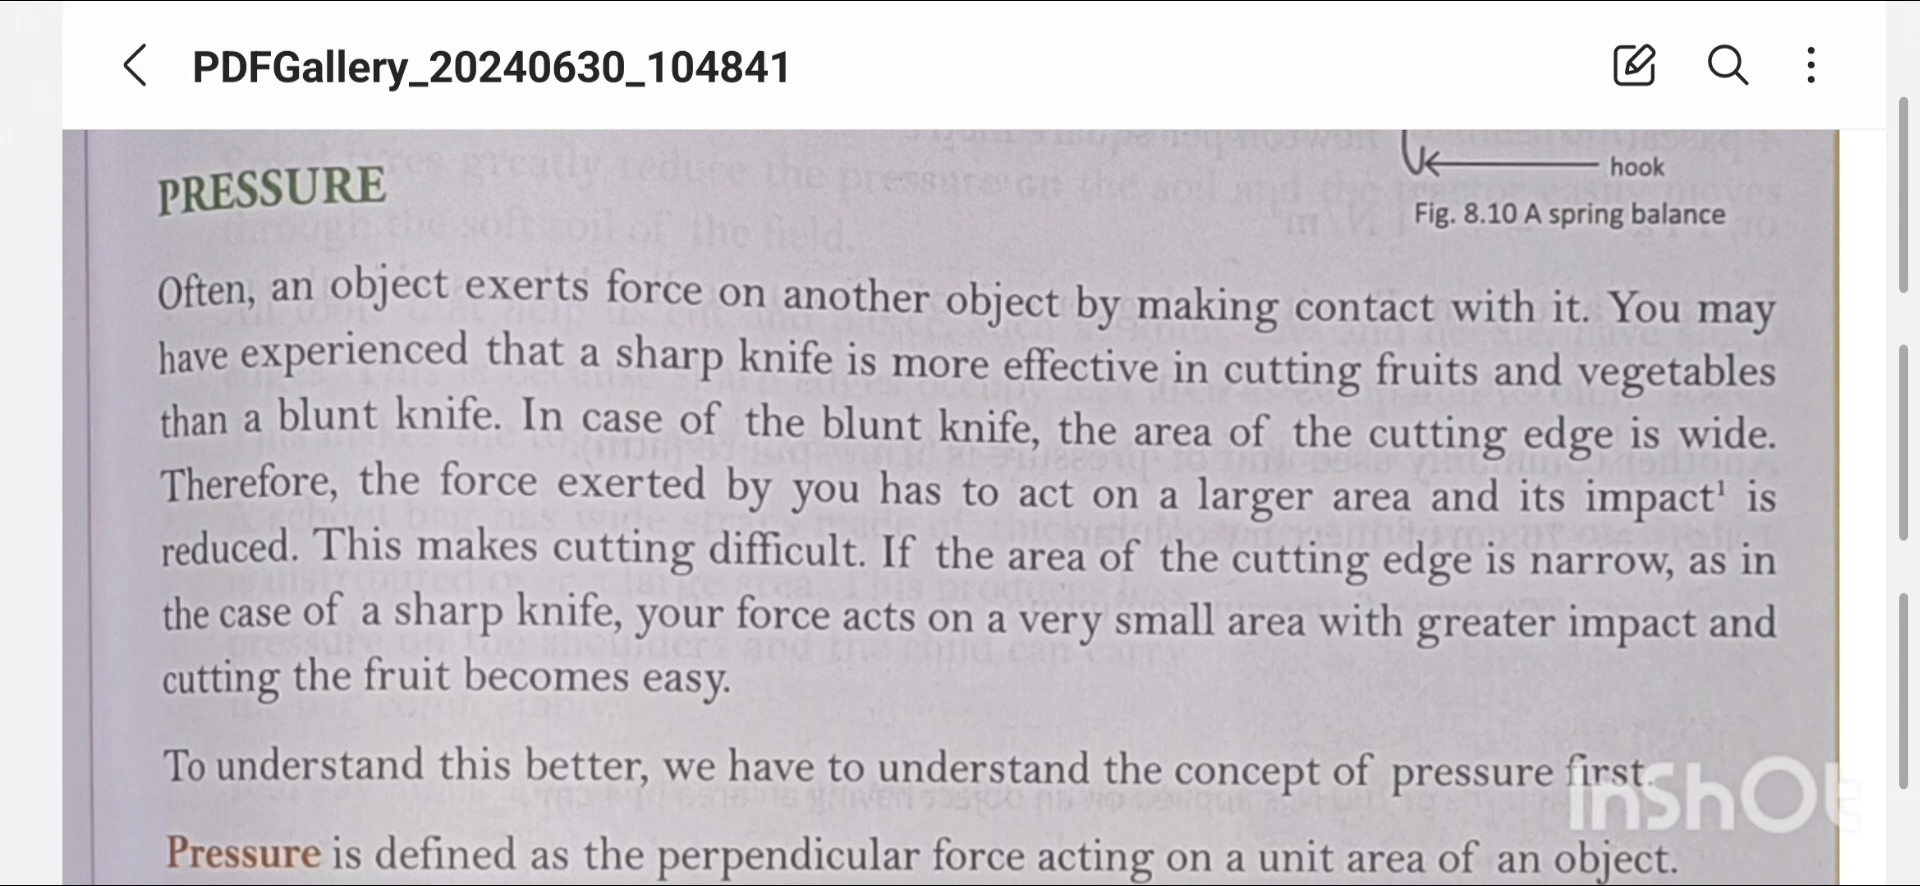 PDFGallery_20240630_104841
hook
Fig. 8.10 A spring balance
PRESSURE
Often, an object exerts force on another object by making contact with it. You may
have experienced that a sharp knife is more effective in cutting fruits and vegetables
than a blunt knife. In case of the blunt knife, the area of the cutting edge is wide.
Therefore, the force exerted by you has to act on a larger area and its impact¹ is
reduced. This makes cutting difficult. If the area of the cutting edge is narrow, as in
the case of a sharp knife, your force acts on a very small area with greater impact and
cutting the fruit becomes easy.
To understand this better, we have to understand the concept of pressure first.
InShOt
Pressure is defined as the perpendicular force acting on a unit area of an object.